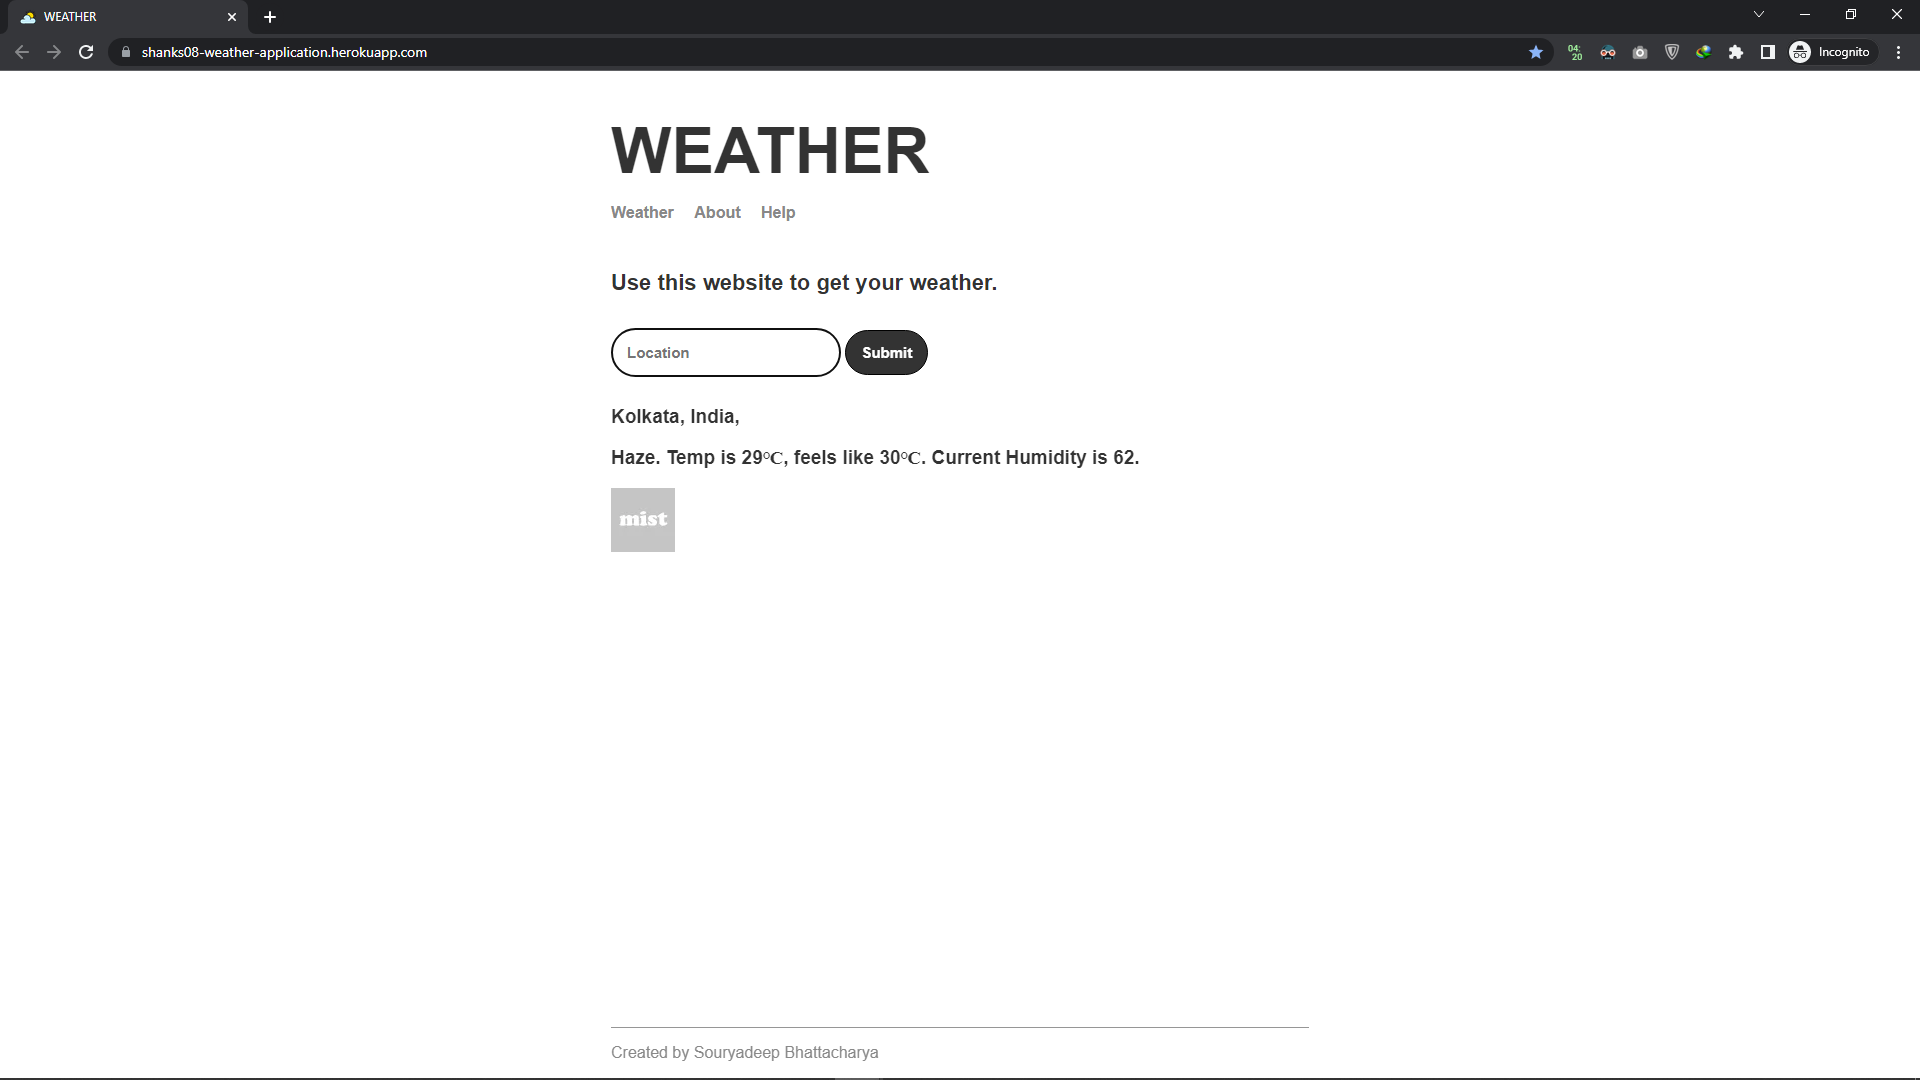 WEATHER
shanks08-weather-application.herokuapp.com
04:
20
Incognito
WEATHER
Weather About Help
Use this website to get your weather.
Location Submit
Kolkata, India,
Haze. Temp is 29°C, feels like 30°C. Current Humidity is 62.
mist
Created by Souryadeep Bhattacharya